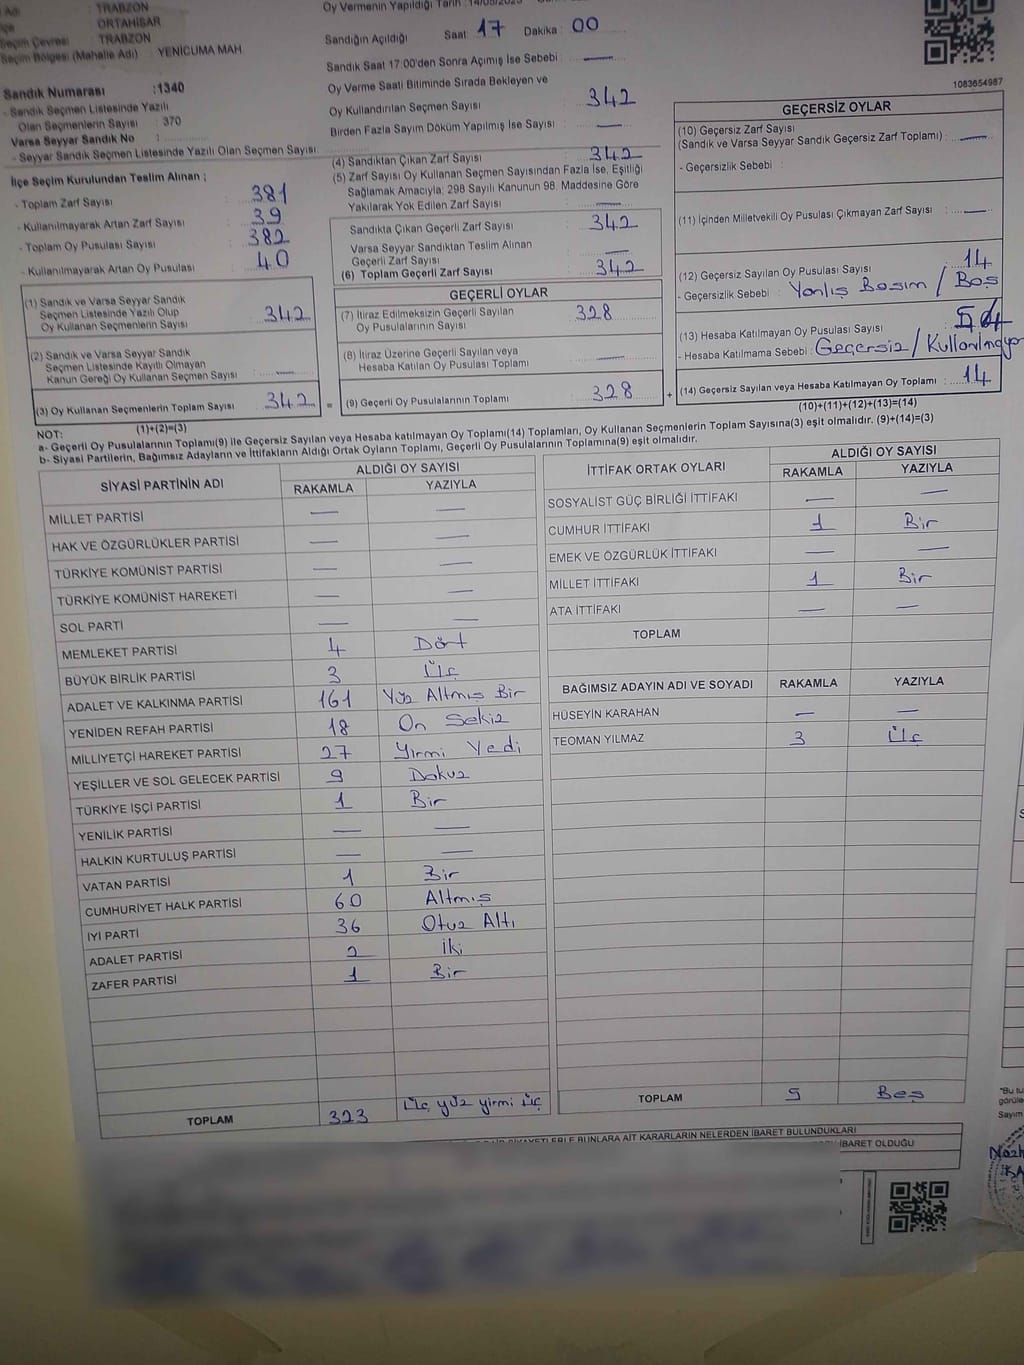 Adı : TRABZON
ORTAHİSAR
Seçim Çevresi : TRABZON
Seçim Bölgesi (Mahalle Adı) : YENİCUMA MAH
Sandık Numarası : 1340
- Sandık Seçmen Listesinde Yazılı
Olan Seçmenlerin Sayısı : 370
Varsa Seyyar Sandık No :
- Seyyar Sandık Seçmen Listesinde Yazılı Olan Seçmen Sayısı:
İlçe Seçim Kurulundan Teslim Alınan ;
- Toplam Zarf Sayısı : 381
- Kullanılmayarak Artan Zarf Sayısı : 39
- Toplam Oy Pusulası Sayısı : 382
- Kullanılmayarak Artan Oy Pusulası : 40
(1) Sandık ve Varsa Seyyar Sandık
Seçmen Listesinde Yazılı Olup
Oy Kullanan Seçmenlerin Sayısı : 342
(2) Sandık ve Varsa Seyyar Sandık
Seçmen Listesinde Kayıtlı Olmayan
Kanun Gereği Oy Kullanan Seçmen Sayısı : —
(3) Oy Kullanan Seçmenlerin Toplam Sayısı : 342 =
(1)+(2)=(3)
Oy Vermenin Yapıldığı Tarih :14/05/2023
Sandığın Açıldığı Saat: 17 Dakika: 00
Sandık Saat 17:00'den Sonra Açılmış İse Sebebi : —
Oy Verme Saati Bitiminde Sırada Bekleyen ve
Oy Kullandırılan Seçmen Sayısı : 342
Birden Fazla Sayım Döküm Yapılmış İse Sayısı : —
(4) Sandıktan Çıkan Zarf Sayısı : 342
(5) Zarf Sayısı Oy Kullanan Seçmen Sayısından Fazla İse, Eşitliği
Sağlamak Amacıyla; 298 Sayılı Kanunun 98. Maddesine Göre
Yakılarak Yok Edilen Zarf Sayısı : —
Sandıkta Çıkan Geçerli Zarf Sayısı : 342
Varsa Seyyar Sandıktan Teslim Alınan
Geçerli Zarf Sayısı : —
(6) Toplam Geçerli Zarf Sayısı : 342
GEÇERLİ OYLAR
(7) İtiraz Edilmeksizin Geçerli Sayılan
Oy Pusulalarının Sayısı : 328
(8) İtiraz Üzerine Geçerli Sayılan veya
Hesaba Katılan Oy Pusulası Toplamı : —
(9) Geçerli Oy Pusulalarının Toplamı : 328 +
1083654987
GEÇERSİZ OYLAR
(10) Geçersiz Zarf Sayısı
(Sandık ve Varsa Seyyar Sandık Geçersiz Zarf Toplamı) : —
- Geçersizlik Sebebi :
(11) İçinden Milletvekili Oy Pusulası Çıkmayan Zarf Sayısı : —
(12) Geçersiz Sayılan Oy Pusulası Sayısı : 14
- Geçersizlik Sebebi : Yanlış Basım / Boş
(13) Hesaba Katılmayan Oy Pusulası Sayısı :
- Hesaba Katılmama Sebebi : Geçersiz / Kullanılmayan
(14) Geçersiz Sayılan veya Hesaba Katılmayan Oy Toplamı : 14
(10)+(11)+(12)+(13)=(14)
NOT:
a- Geçerli Oy Pusulalarının Toplamı(9) ile Geçersiz Sayılan veya Hesaba katılmayan Oy Toplamı(14) Toplamları, Oy Kullanan Seçmenlerin Toplam Sayısına(3) eşit olmalıdır. (9)+(14)=(3)
b- Siyasi Partilerin, Bağımsız Adayların ve İttifakların Aldığı Ortak Oyların Toplamı, Geçerli Oy Pusulalarının Toplamına(9) eşit olmalıdır.
SİYASİ PARTİNİN ADI ALDIĞI OY SAYISI
RAKAMLA YAZIYLA
MİLLET PARTİSİ — —
HAK VE ÖZGÜRLÜKLER PARTİSİ — —
TÜRKİYE KOMÜNİST PARTİSİ — —
TÜRKİYE KOMÜNİST HAREKETİ — —
SOL PARTİ — —
MEMLEKET PARTİSİ 4 Dört
BÜYÜK BİRLİK PARTİSİ 3 Üç
ADALET VE KALKINMA PARTİSİ 161 Yüz Altmış Bir
YENİDEN REFAH PARTİSİ 18 On Sekiz
MİLLİYETÇİ HAREKET PARTİSİ 27 Yirmi Yedi
YEŞİLLER VE SOL GELECEK PARTİSİ 9 Dokuz
TÜRKİYE İŞÇİ PARTİSİ 1 Bir
YENİLİK PARTİSİ — —
HALKIN KURTULUŞ PARTİSİ — —
VATAN PARTİSİ 1 Bir
CUMHURİYET HALK PARTİSİ 60 Altmış
İYİ PARTİ 36 Otuz Altı
ADALET PARTİSİ 2 İki
ZAFER PARTİSİ 1 Bir
TOPLAM 323 Üç yüz yirmi üç
İTTİFAK ORTAK OYLARI ALDIĞI OY SAYISI
RAKAMLA YAZIYLA
SOSYALİST GÜÇ BİRLİĞİ İTTİFAKI — —
CUMHUR İTTİFAKI 1 Bir
EMEK VE ÖZGÜRLÜK İTTİFAKI — —
MİLLET İTTİFAKI 1 Bir
ATA İTTİFAKI — —
TOPLAM
BAĞIMSIZ ADAYIN ADI VE SOYADI RAKAMLA YAZIYLA
HÜSEYİN KARAHAN — —
TEOMAN YILMAZ 3 Üç
TOPLAM 5 Beş
BUNLARA AİT KARARLARIN NELERDEN İBARET BULUNDUKLARI
İBARET OLDUĞU
"Bu tu
görüle
Sayım